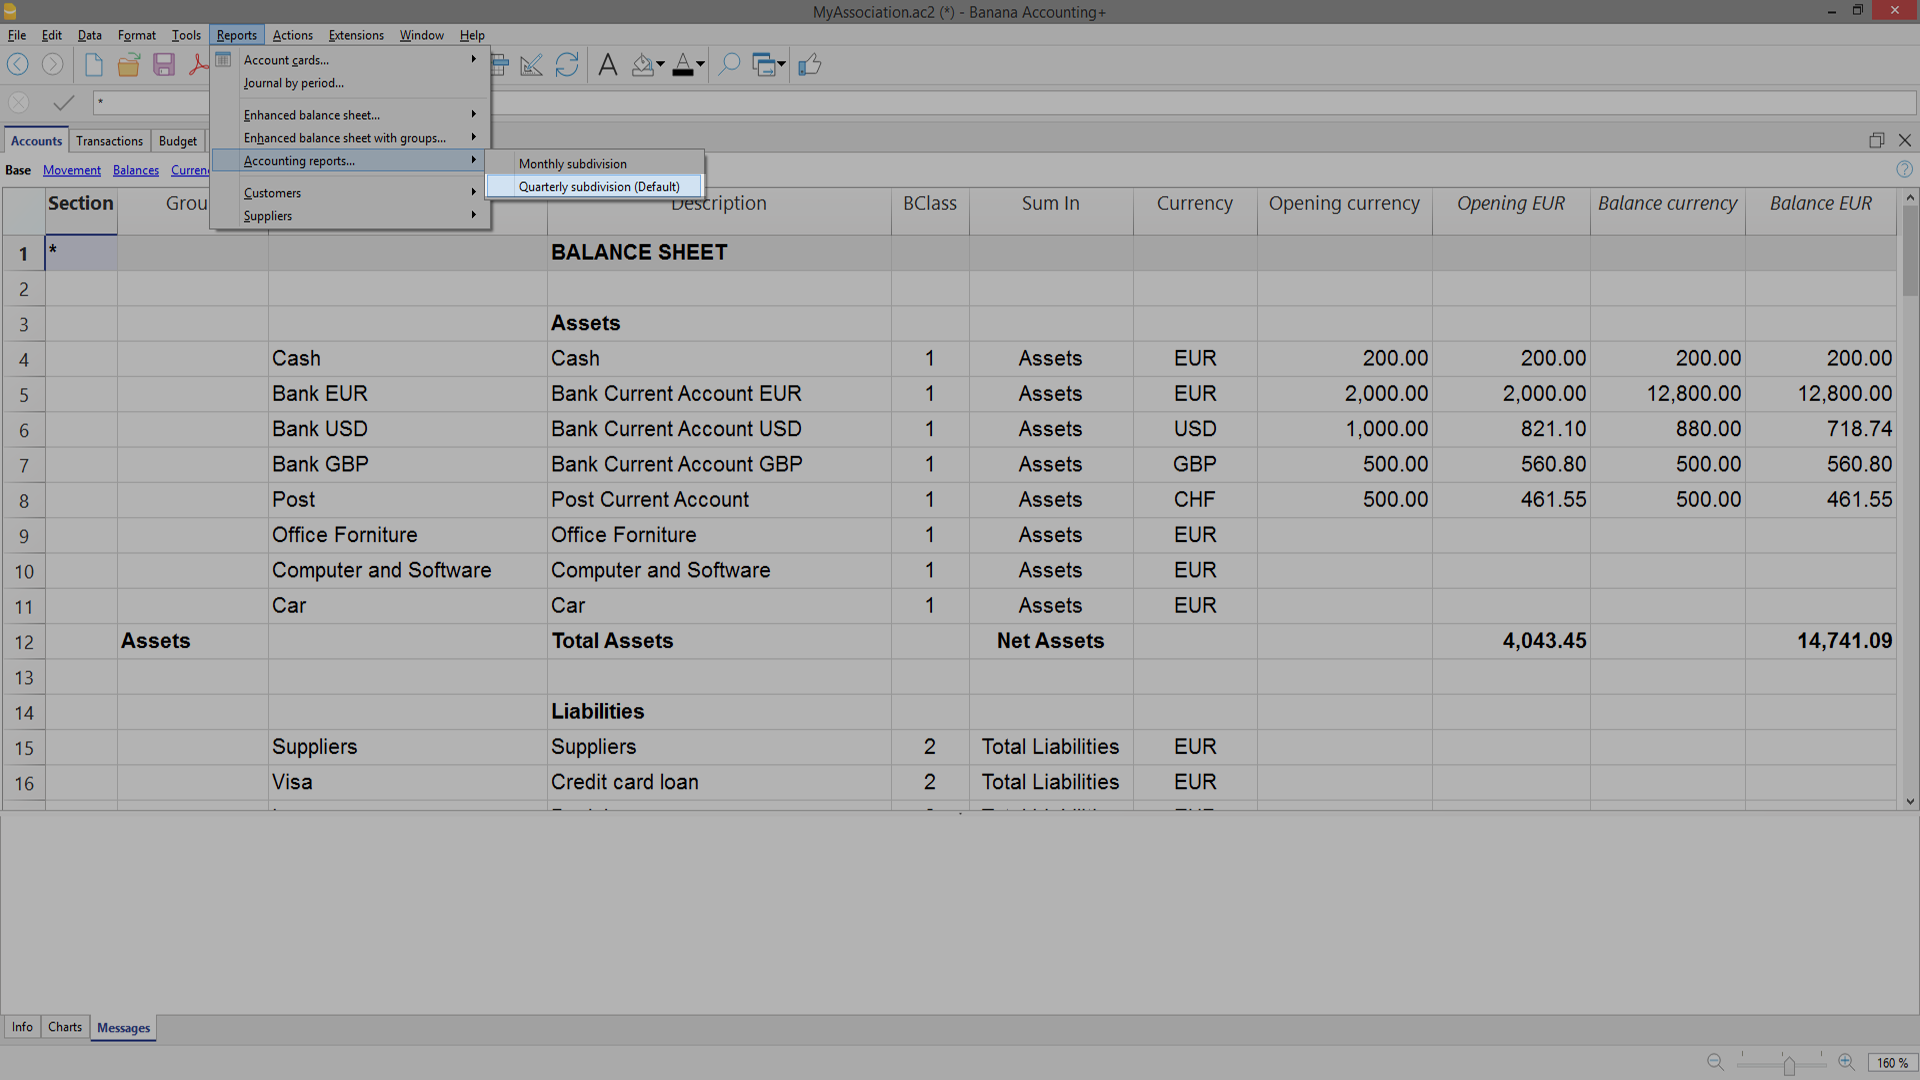 MyAssociation.ac2 (*) - Banana Accounting+
File Edit Data Format Tools Reports Actions Extensions Window Help
Account cards...
Journal by period...
*
Enhanced balance sheet...
Enhanced balance sheet with groups...
Accounting reports...
Customers
Suppliers
Monthly subdivision
Quarterly subdivision (Default)
Accounts Transactions Budget
Base Movement Balances
Section Description BClass Sum In Currency Opening currency Opening EUR Balance currency Balance EUR
1 * BALANCE SHEET
2
3 Assets
4 Cash Cash 1 Assets EUR 200.00 200.00 200.00 200.00
5 Bank EUR Bank Current Account EUR 1 Assets EUR 2,000.00 2,000.00 12,800.00 12,800.00
6 Bank USD Bank Current Account USD 1 Assets USD 1,000.00 821.10 880.00 718.74
7 Bank GBP Bank Current Account GBP 1 Assets GBP 500.00 560.80 500.00 560.80
8 Post Post Current Account 1 Assets CHF 500.00 461.55 500.00 461.55
9 Office Forniture Office Forniture 1 Assets EUR
10 Computer and Software Computer and Software 1 Assets EUR
11 Car Car 1 Assets EUR
12 Assets Total Assets Net Assets 4,043.45 14,741.09
13
14 Liabilities
15 Suppliers Suppliers 2 Total Liabilities EUR
16 Visa Credit card loan 2 Total Liabilities EUR
Info Charts Messages
160 %